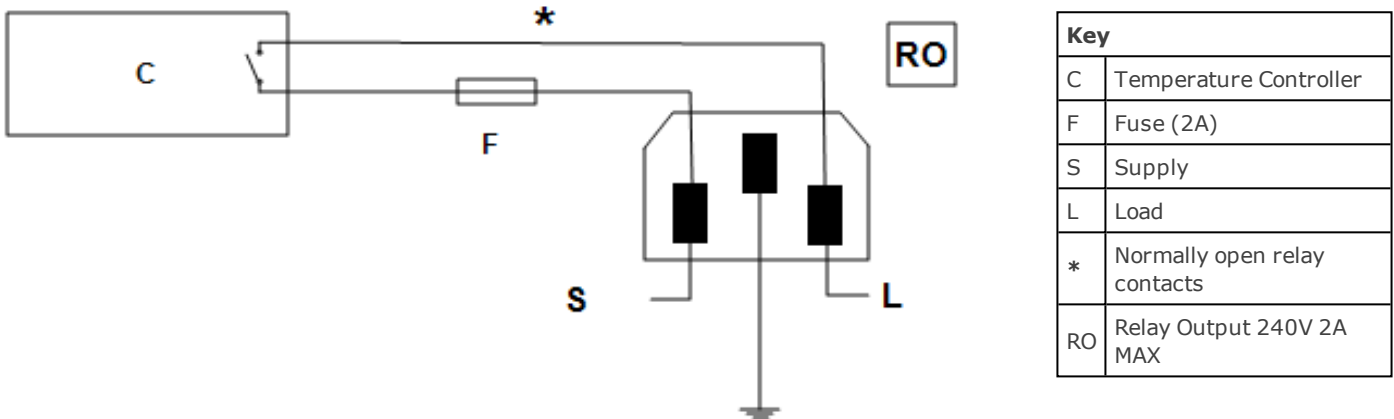 *
C
RO
F
S
L
Key
C Temperature Controller
F Fuse (2A)
S Supply
L Load
* Normally open relay
contacts
RO Relay Output 240V 2A
MAX